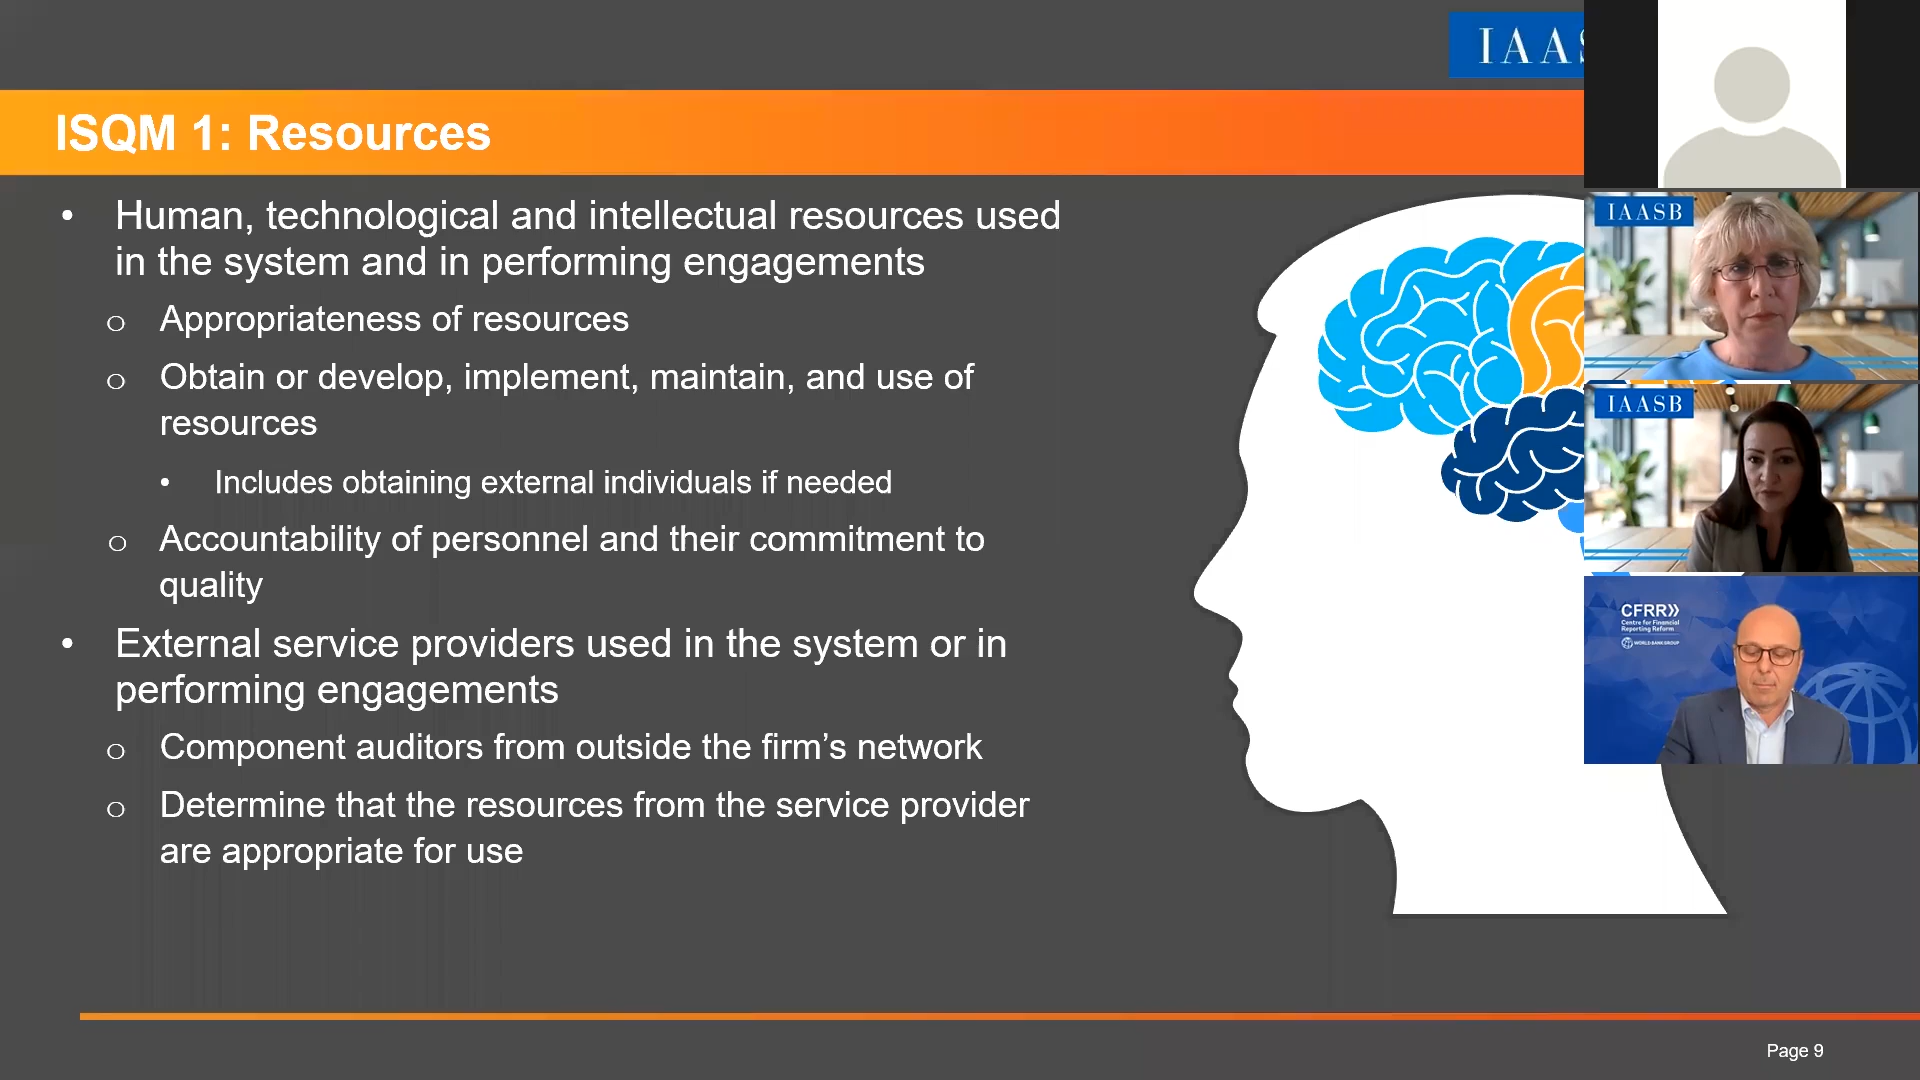 IAAS
ISQM 1: Resources
• Human, technological and intellectual resources used
in the system and in performing engagements
o Appropriateness of resources
o Obtain or develop, implement, maintain, and use of
resources
• Includes obtaining external individuals if needed
o Accountability of personnel and their commitment to
quality
• External service providers used in the system or in
performing engagements
o Component auditors from outside the firm’s network
o Determine that the resources from the service provider
are appropriate for use
IAASB
IAASB
CFRR
Centre for Financial
Reporting Reform
WORLD BANK GROUP
Page 9